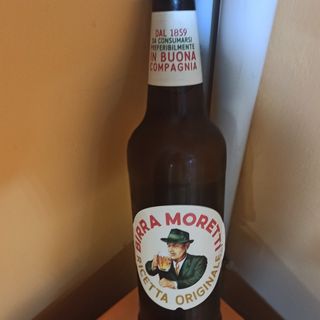 DAL 1859
DA CONSUMARSI
PREFERIBILMENTE
IN BUONA
COMPAGNIA
BIRRA MORETTI
RICETTA ORIGINALE